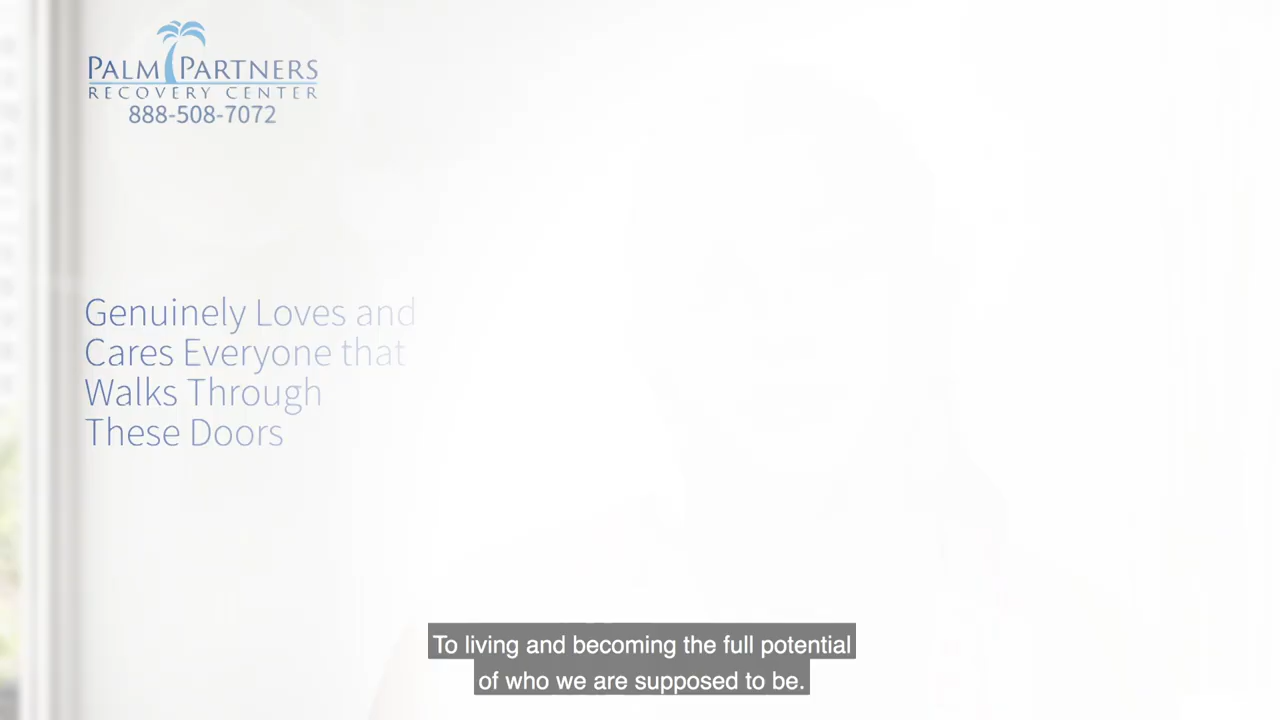 PALM PARTNERS
RECOVERY CENTER
888-508-7072
Genuinely Loves and
Cares Everyone that
Walks Through
These Doors
To living and becoming the full potential
of who we are supposed to be.